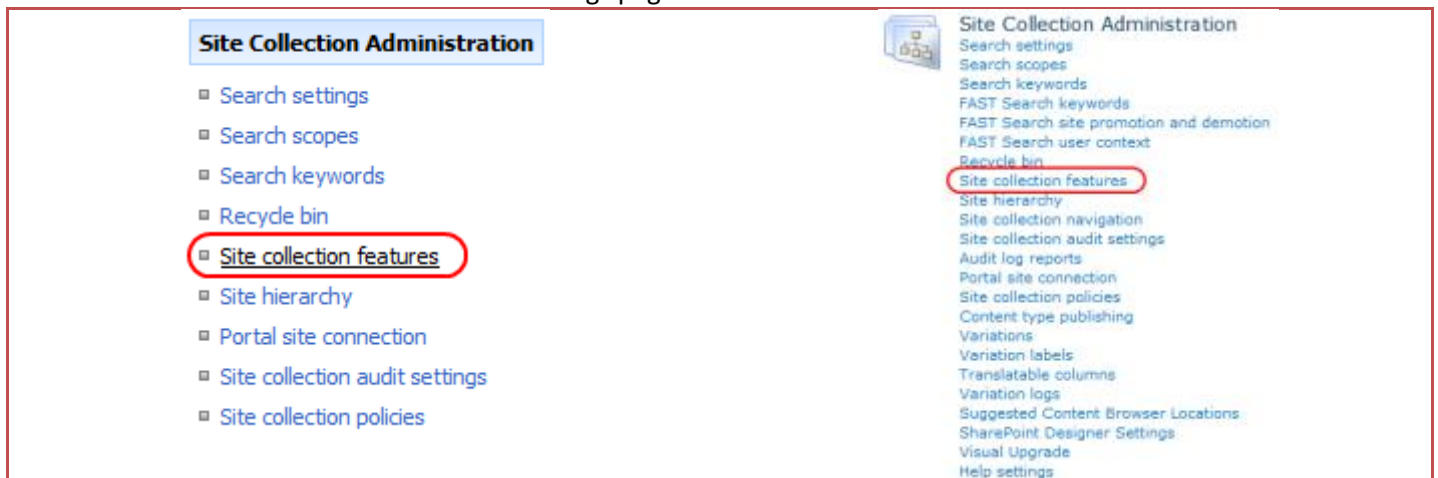 Site Collection Administration
Search settings
Search scopes
Search keywords
Recycle bin
Site collection features
Site hierarchy
Portal site connection
Site collection audit settings
Site collection policies
Site Collection Administration
Search settings
Search scopes
Search keywords
FAST Search keywords
FAST Search site promotion and demotion
FAST Search user context
Recycle bin
Site collection features
Site hierarchy
Site collection navigation
Site collection audit settings
Audit log reports
Portal site connection
Site collection policies
Content type publishing
Variations
Variation labels
Translatable columns
Variation logs
Suggested Content Browser Locations
SharePoint Designer Settings
Visual Upgrade
Help settings